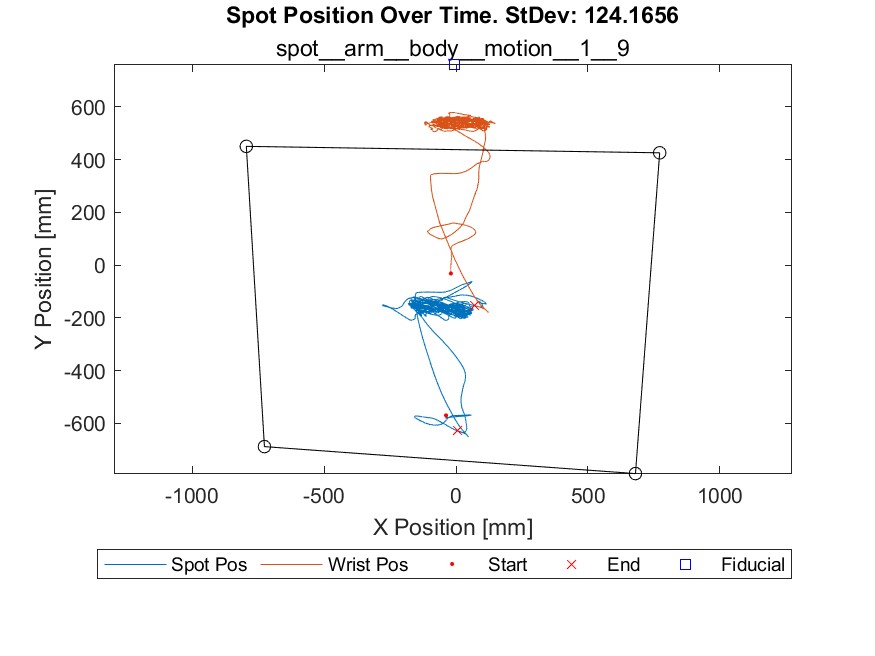 Spot Position Over Time. StDev: 124.1656
spot__arm__body__motion__1__9
600
400
200
0
-200
-400
-600
Y Position [mm]
-1000 -500 0 500 1000
X Position [mm]
Spot Pos Wrist Pos Start End Fiducial